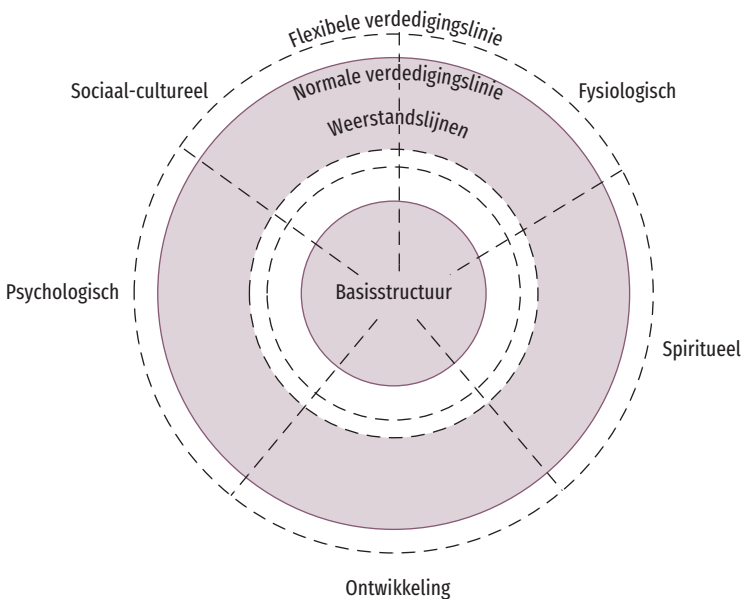 Flexibele verdedigingslinie
Normale verdedigingslinie
Weerstandslijnen
Sociaal-cultureel
Fysiologisch
Psychologisch
Basisstructuur
Spiritueel
Ontwikkeling